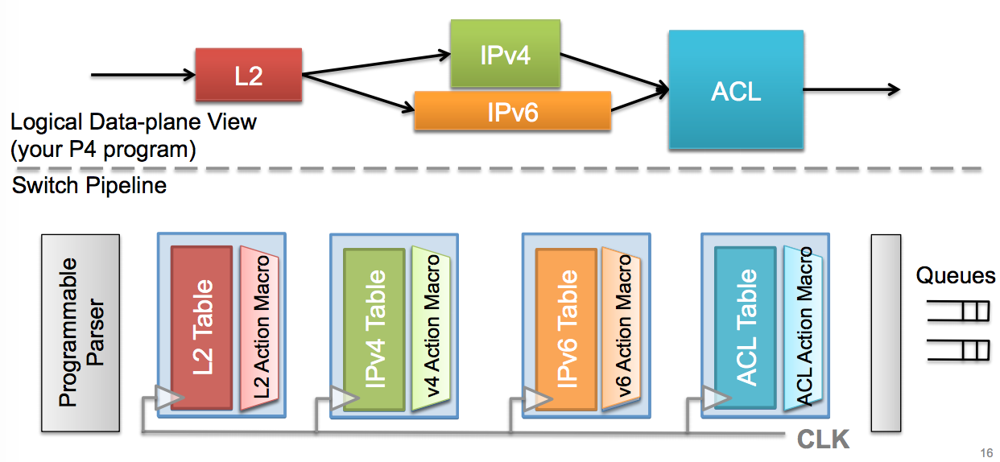 L2
IPv4
IPv6
ACL
Logical Data-plane View
(your P4 program)
Switch Pipeline
Programmable
Parser
L2 Table
L2 Action Macro
IPv4 Table
v4 Action Macro
IPv6 Table
v6 Action Macro
ACL Table
ACL Action Macro
Queues
CLK
16